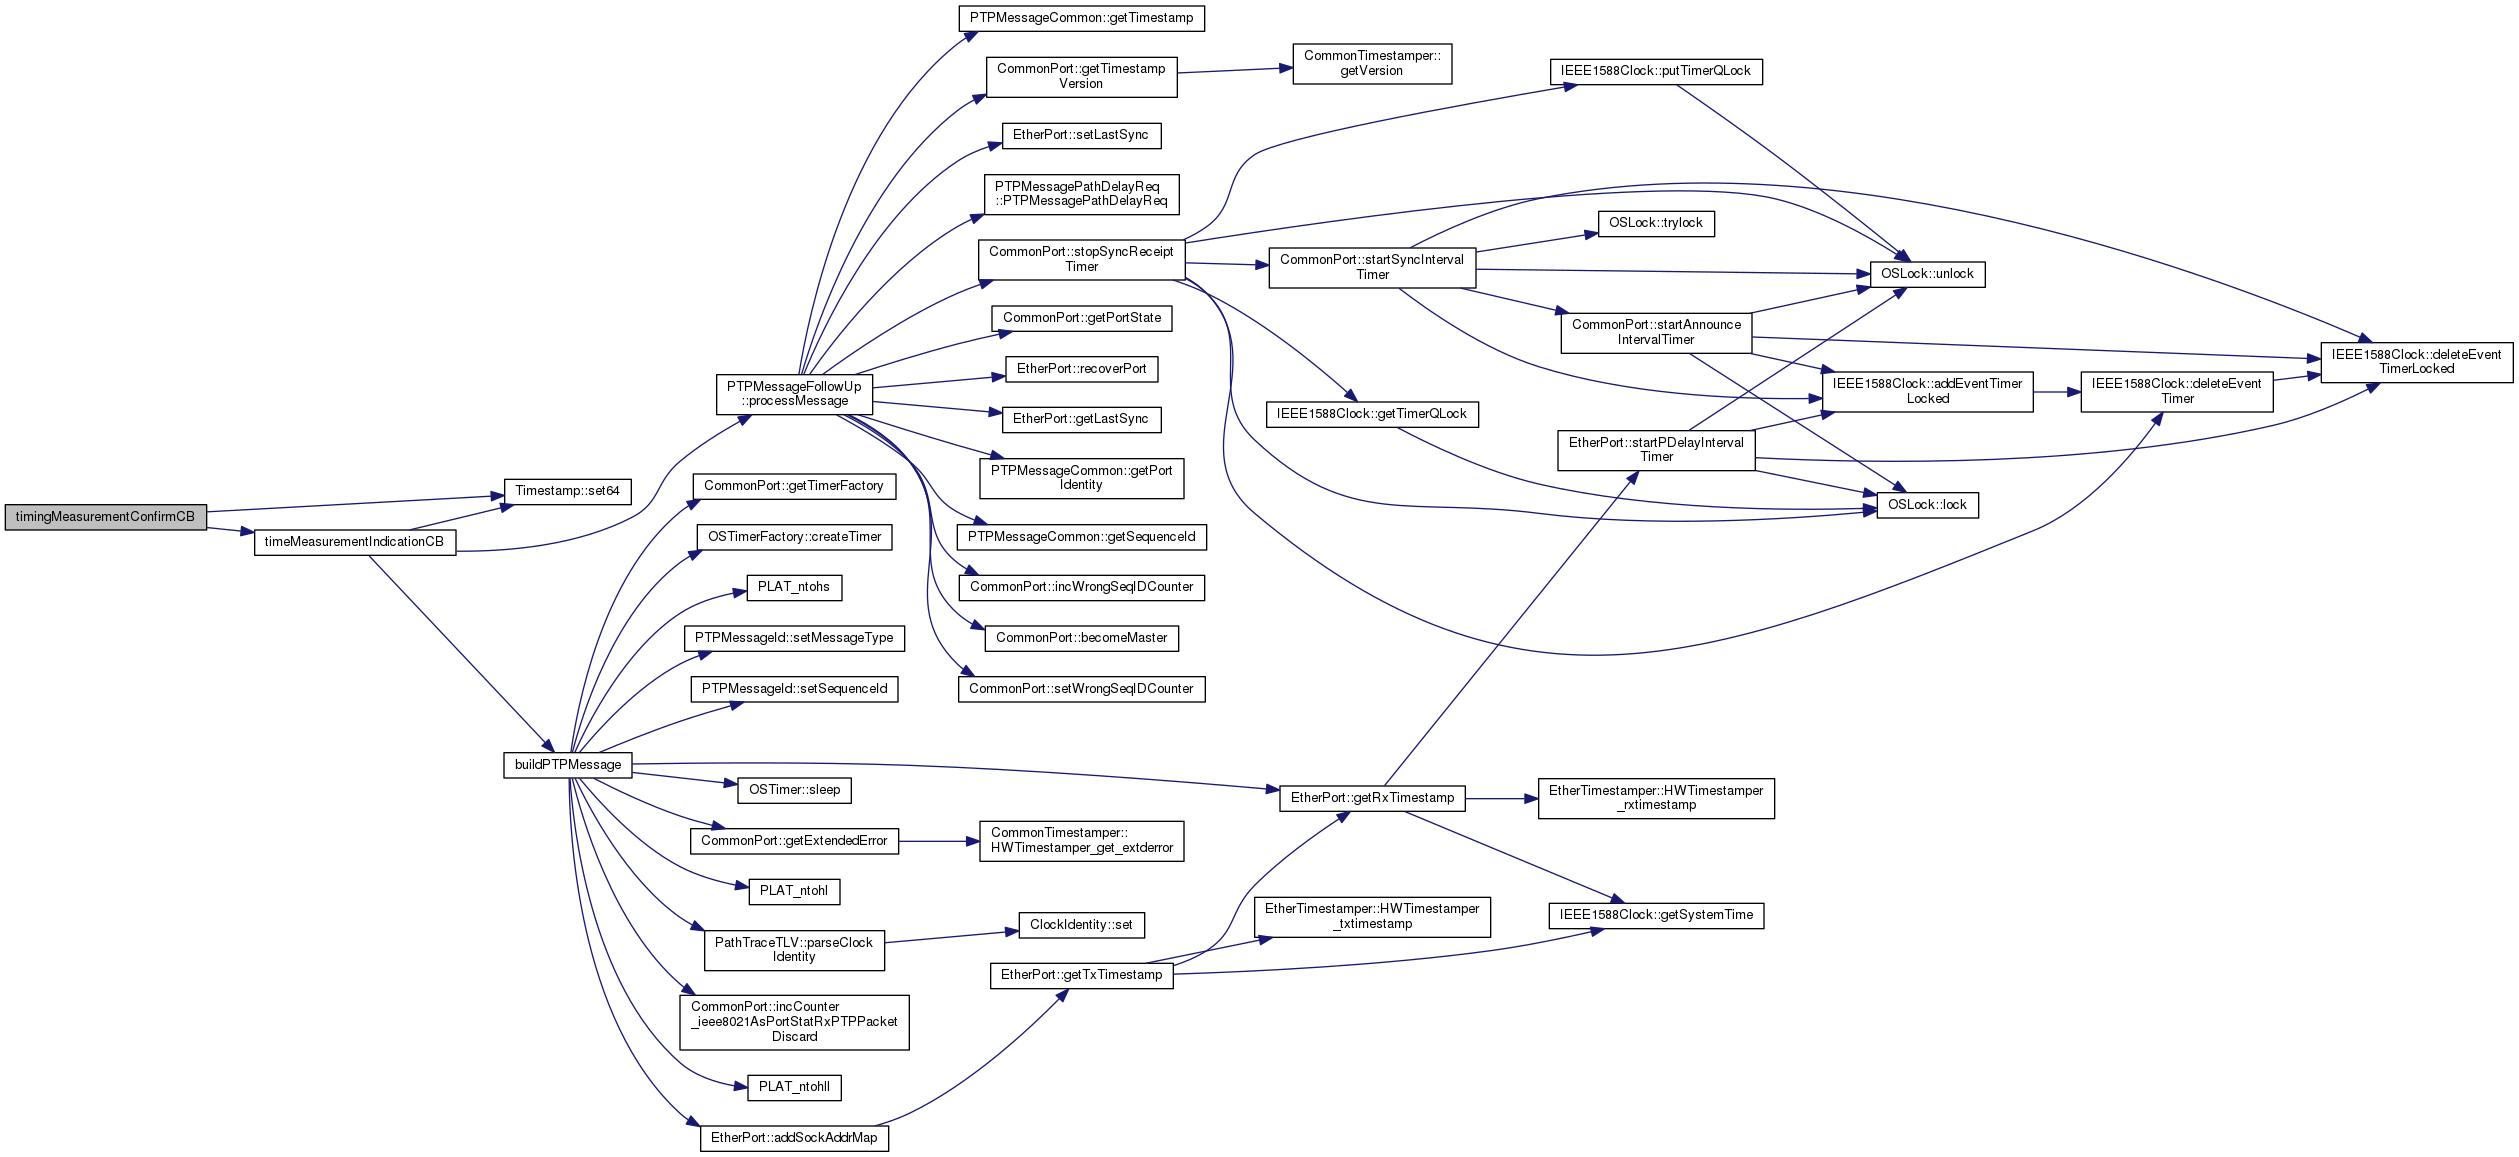 timingMeasurementConfirmCB
Timestamp::set64
timeMeasurementIndicationCB
PTPMessageFollowUp
::processMessage
CommonPort::getTimerFactory
OSTimerFactory::createTimer
PLAT_ntohs
PTPMessageId::setMessageType
PTPMessageId::setSequenceId
buildPTPMessage
OSTimer::sleep
CommonPort::getExtendedError
PLAT_ntohl
PathTraceTLV::parseClock
Identity
CommonPort::incCounter
_ieee8021AsPortStatRxPTPPacket
Discard
PLAT_ntohll
EtherPort::addSockAddrMap
PTPMessageCommon::getTimestamp
CommonPort::getTimestamp
Version
EtherPort::setLastSync
PTPMessagePathDelayReq
::PTPMessagePathDelayReq
CommonPort::stopSyncReceipt
Timer
CommonPort::getPortState
EtherPort::recoverPort
EtherPort::getLastSync
PTPMessageCommon::getPort
Identity
PTPMessageCommon::getSequenceId
CommonPort::incWrongSeqIDCounter
CommonPort::becomeMaster
CommonPort::setWrongSeqIDCounter
CommonTimestamper::
HWTimestamper_get_extderror
ClockIdentity::set
EtherPort::getTxTimestamp
CommonTimestamper::
getVersion
CommonPort::startSyncInterval
Timer
IEEE1588Clock::getTimerQLock
EtherPort::getRxTimestamp
EtherTimestamper::HWTimestamper
_txtimestamp
IEEE1588Clock::putTimerQLock
OSLock::trylock
CommonPort::startAnnounce
IntervalTimer
EtherPort::startPDelayInterval
Timer
EtherTimestamper::HWTimestamper
_rxtimestamp
IEEE1588Clock::getSystemTime
OSLock::unlock
IEEE1588Clock::addEventTimer
Locked
OSLock::lock
IEEE1588Clock::deleteEvent
Timer
IEEE1588Clock::deleteEvent
TimerLocked